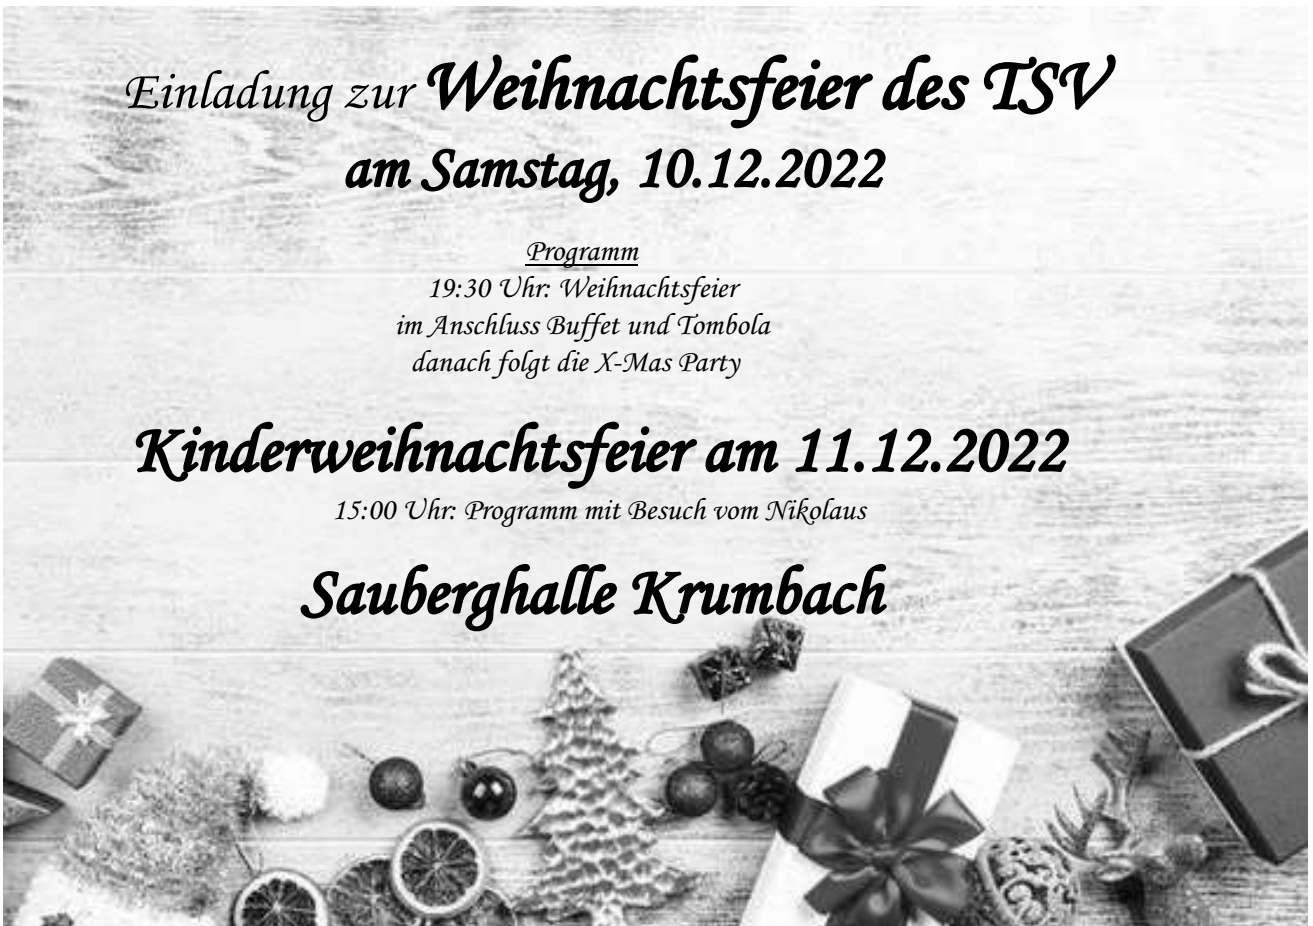 Einladung zur Weihnachtsfeier des TSV
am Samstag, 10.12.2022
Programm
19:30 Uhr: Weihnachtsfeier
im Anschluss Buffet und Tombola
danach folgt die X-Mas Party
Kinderweihnachtsfeier am 11.12.2022
15:00 Uhr: Programm mit Besuch vom Nikolaus
Sauberghalle Krumbach